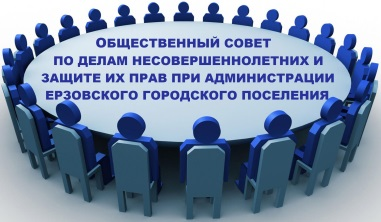 ОБЩЕСТВЕННЫЙ СОВЕТ
ПО ДЕЛАМ НЕСОВЕРШЕННОЛЕТНИХ И
ЗАЩИТЕ ИХ ПРАВ ПРИ АДМИНИСТРАЦИИ
ЕРЗОВСКОГО ГОРОДСКОГО ПОСЕЛЕНИЯ